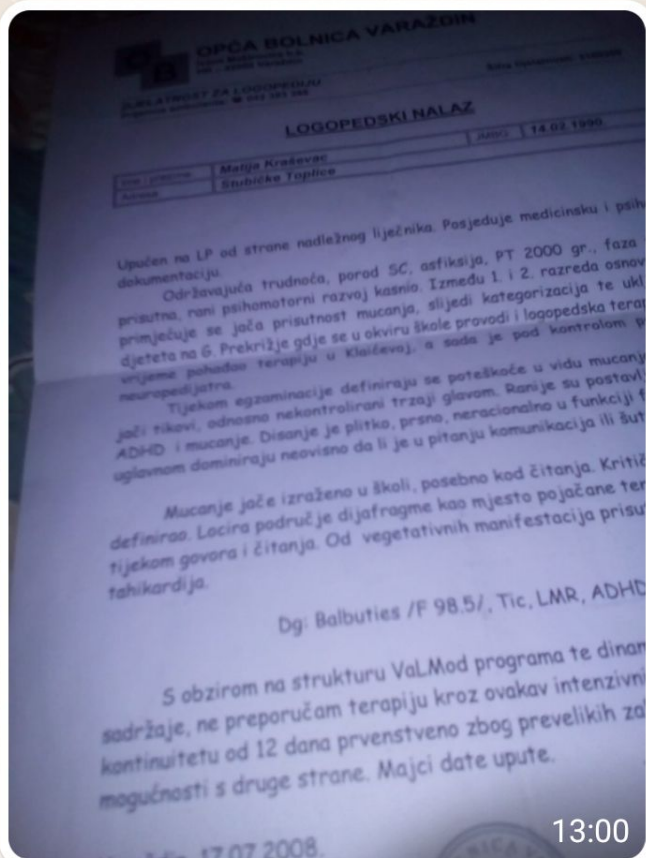 OPĆA BOLNICA VARAŽDIN
DJELATNOST ZA LOGOPEDIJU
LOGOPEDSKI NALAZ
Matija Kraševac
14.02.1990
Adresa Stubičke Toplice
Upućen na LP od strane nadležnog liječnika. Posjeduje medicinsku i psih
dokumentaciju.
Održavajuća trudnoća, porod SC, asfiksija, PT 2000 gr., faza
prisutna, rani psihomotorni razvoj kasnio. Između 1. i 2. razreda osnov
primjećuje se jača prisutnost mucanja, slijedi kategorizacija te ukl
djeteta na G. Prekrižje gdje se u okviru škole provodi i logopedska terap
vrijeme pohađao terapiju u Klaićevoj, a sada je pod kontrolom p
neuropedijatra.
Tijekom egzaminacije definiraju se poteškoće u vidu mucanj
jači tikovi, odnosno nekontrolirani trzaji glavom. Ranije su postavlj
ADHD i mucanje. Disanje je plitko, prsno, neracionalno u funkciji f
uglavnom dominiraju neovisno da li je u pitanju komunikacija ili šut
Mucanje jače izraženo u školi, posebno kod čitanja. Kritič
definirao. Locira područje dijafragme kao mjesto pojačane ter
tijekom govora i čitanja. Od vegetativnih manifestacija prisu
tahikardija.
Dg: Balbuties /F 98.5/, Tic, LMR, ADHD
S obzirom na strukturu VaLMod programa te dinam
sadržaje, ne preporučam terapiju kroz ovakav intenzivni
kontinuitetu od 12 dana prvenstveno zbog prevelikih za
mogućnosti s druge strane. Majci date upute.
17.07.2008.
13:00